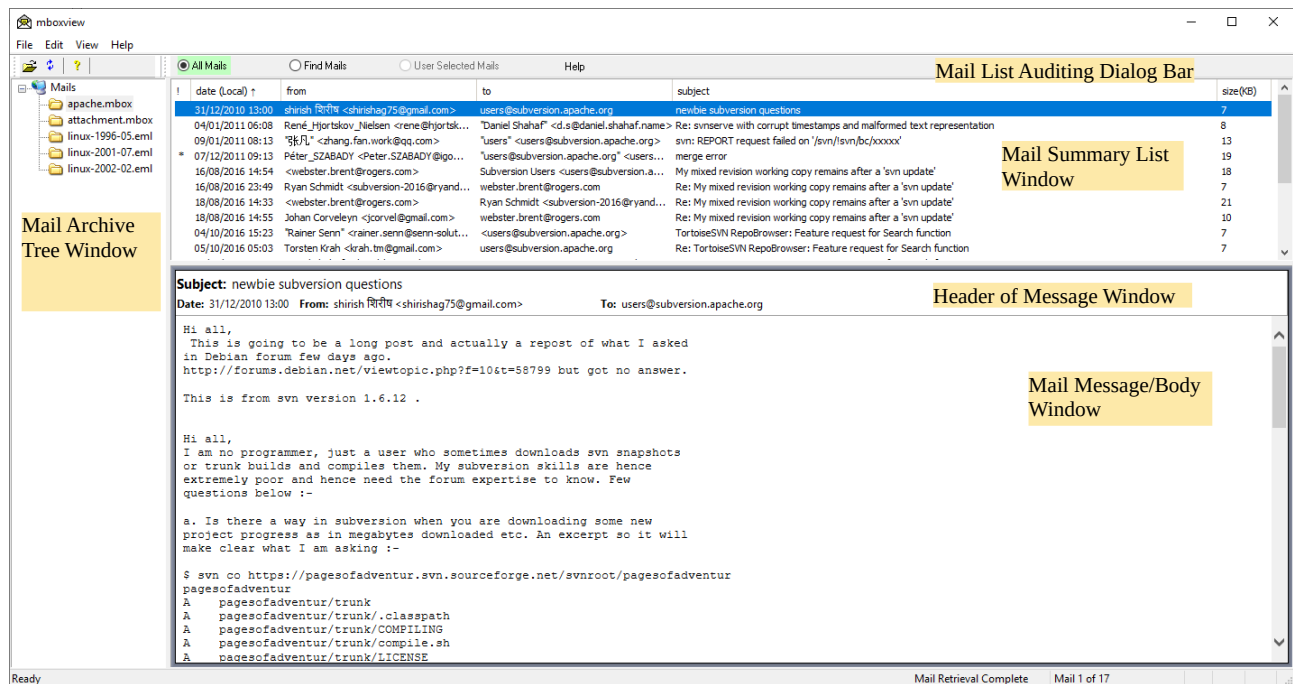 mboxview
File Edit View Help
All Mails Find Mails User Selected Mails Help
Mail List Auditing Dialog Bar
Mails
apache.mbox
attachment.mbox
linux-1996-05.eml
linux-2001-07.eml
linux-2002-02.eml
Mail Archive
Tree Window
! date (Local) ↑ from to subject size(KB)
31/12/2010 13:00 shirish शिरीष <shirishag75@gmail.com> users@subversion.apache.org newbie subversion questions 7
04/01/2011 06:08 René_Hjortskov_Nielsen <rene@hjortsk... "Daniel Shahaf" <d.s@daniel.shahaf.name> Re: svnserve with corrupt timestamps and malformed text representation 8
09/01/2011 08:13 "张凡" <zhang.fan.work@qq.com> "users" <users@subversion.apache.org> svn: REPORT request failed on '/svn/!svn/bc/xxxxx' 13
* 07/12/2011 09:13 Péter_SZABADY <Peter.SZABADY@igo... "users@subversion.apache.org" <users... merge error 19
16/08/2016 14:54 <webster.brent@rogers.com> Subversion Users <users@subversion.a... My mixed revision working copy remains after a 'svn update' 18
16/08/2016 23:49 Ryan Schmidt <subversion-2016@ryand... webster.brent@rogers.com Re: My mixed revision working copy remains after a 'svn update' 7
18/08/2016 14:33 <webster.brent@rogers.com> Ryan Schmidt <subversion-2016@ryand... Re: My mixed revision working copy remains after a 'svn update' 21
18/08/2016 14:55 Johan Corveleyn <jcorvel@gmail.com> webster.brent@rogers.com Re: My mixed revision working copy remains after a 'svn update' 10
04/10/2016 15:23 "Rainer Senn" <rainer.senn@senn-solut... <users@subversion.apache.org> TortoiseSVN RepoBrowser: Feature request for Search function 7
05/10/2016 05:03 Torsten Krah <krah.tm@gmail.com> users@subversion.apache.org Re: TortoiseSVN RepoBrowser: Feature request for Search function 7
Mail Summary List
Window
Subject: newbie subversion questions
Date: 31/12/2010 13:00 From: shirish शिरीष <shirishag75@gmail.com> To: users@subversion.apache.org
Header of Message Window
Hi all,
This is going to be a long post and actually a repost of what I asked
in Debian forum few days ago.
http://forums.debian.net/viewtopic.php?f=10&t=58799 but got no answer.
This is from svn version 1.6.12 .
Mail Message/Body
Window
Hi all,
I am no programmer, just a user who sometimes downloads svn snapshots
or trunk builds and compiles them. My subversion skills are hence
extremely poor and hence need the forum expertise to know. Few
questions below :-
a. Is there a way in subversion when you are downloading some new
project progress as in megabytes downloaded etc. An excerpt so it will
make clear what I am asking :-
$ svn co https://pagesofadventur.svn.sourceforge.net/svnroot/pagesofadventur
pagesofadventur
A pagesofadventur/trunk
A pagesofadventur/trunk/.classpath
A pagesofadventur/trunk/COMPILING
A pagesofadventur/trunk/compile.sh
A pagesofadventur/trunk/LICENSE
Ready Mail Retrieval Complete Mail 1 of 17